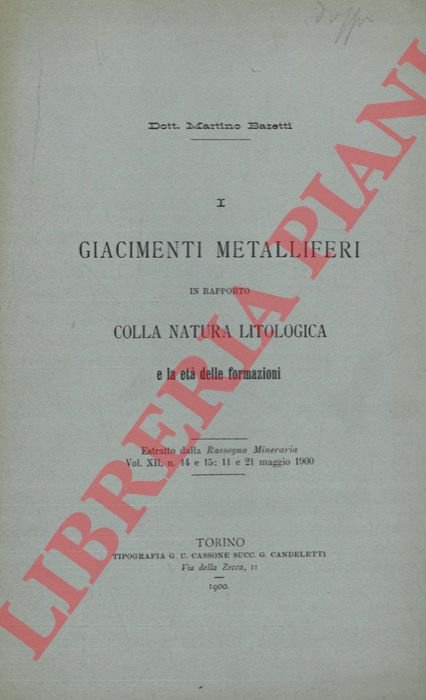 Dott. Martino Baretti
I
GIACIMENTI METALLIFERI
IN RAPPORTO
COLLA NATURA LITOLOGICA
e la età delle formazioni
Estratto dalla Rassegna Mineraria
Vol. XII, n. 14 e 15; 11 e 21 maggio 1900
TORINO
TIPOGRAFIA G. U. CASSONE SUCC. G. CANDELETTI
Via della Zecca, 11
1900.
LIBRERIA PIANI